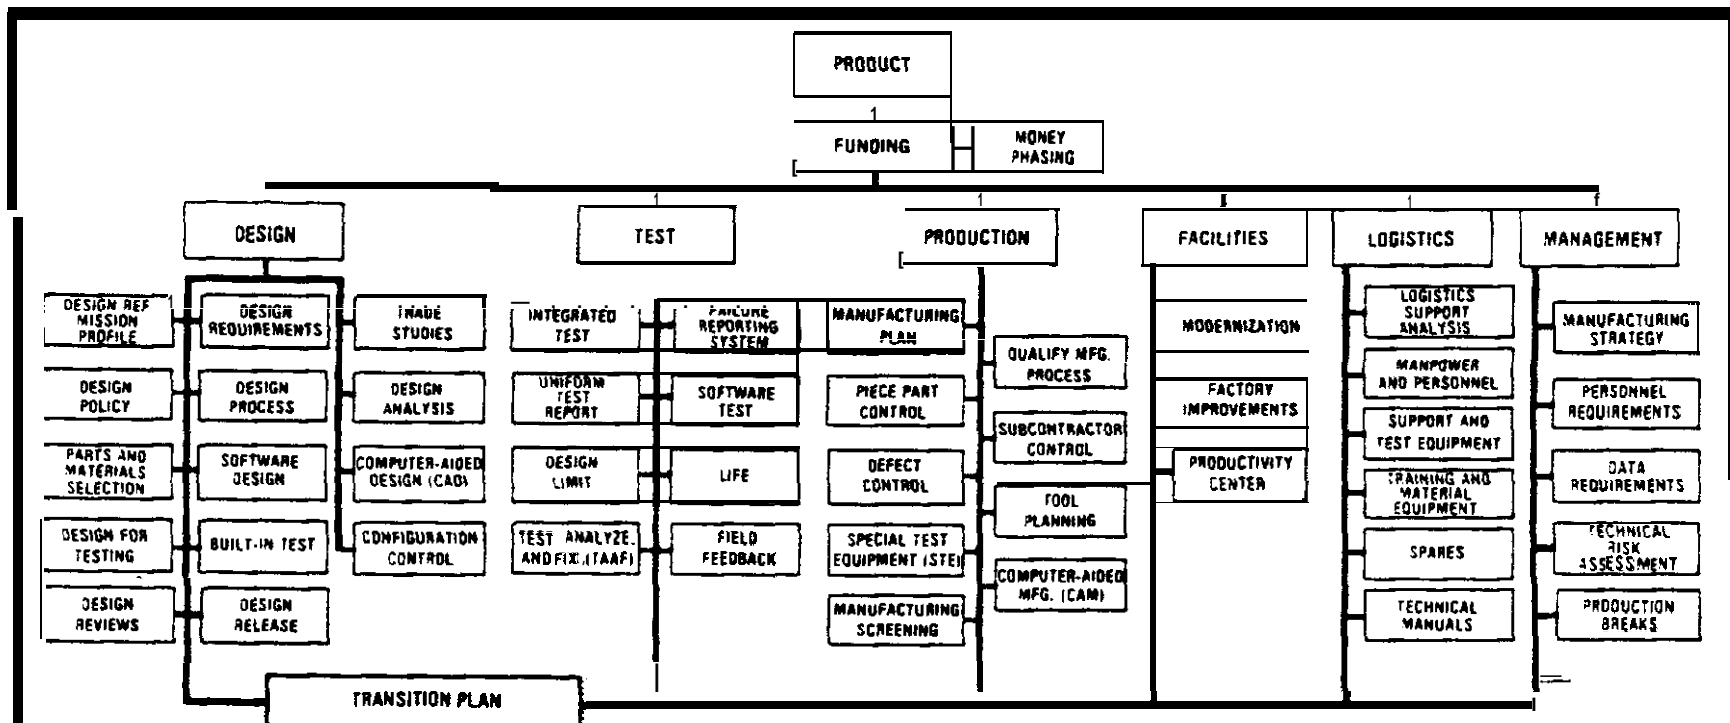 PRODUCT
FUNDING
MONEY
PHASING
DESIGN
TEST
PRODUCTION
FACILITIES
LOGISTICS
MANAGEMENT
DESIGN REF
MISSION
PROFILE
DESIGN
REQUIREMENTS
TRADE
STUDIES
DESIGN
POLICY
DESIGN
PROCESS
DESIGN
ANALYSIS
PARTS AND
MATERIALS
SELECTION
SOFTWARE
DESIGN
COMPUTER-AIDED
DESIGN (CAD)
DESIGN FOR
TESTING
BUILT-IN TEST
CONFIGURATION
CONTROL
DESIGN
REVIEWS
DESIGN
RELEASE
INTEGRATED
TEST
FAILURE
REPORTING
SYSTEM
UNIFORM
TEST
REPORT
SOFTWARE
TEST
DESIGN
LIMIT
LIFE
TEST ANALYZE,
AND FIX (TAAF)
FIELD
FEEDBACK
MANUFACTURING
PLAN
QUALIFY MFG.
PROCESS
PIECE PART
CONTROL
SUBCONTRACTOR
CONTROL
DEFECT
CONTROL
TOOL
PLANNING
SPECIAL TEST
EQUIPMENT (STE)
COMPUTER-AIDED
MFG. (CAM)
MANUFACTURING
SCREENING
MODERNIZATION
FACTORY
IMPROVEMENTS
PRODUCTIVITY
CENTER
LOGISTICS
SUPPORT
ANALYSIS
MANPOWER
AND PERSONNEL
SUPPORT AND
TEST EQUIPMENT
TRAINING AND
MATERIAL
EQUIPMENT
SPARES
TECHNICAL
MANUALS
MANUFACTURING
STRATEGY
PERSONNEL
REQUIREMENTS
DATA
REQUIREMENTS
TECHNICAL
RISK
ASSESSMENT
PRODUCTION
BREAKS
TRANSITION PLAN